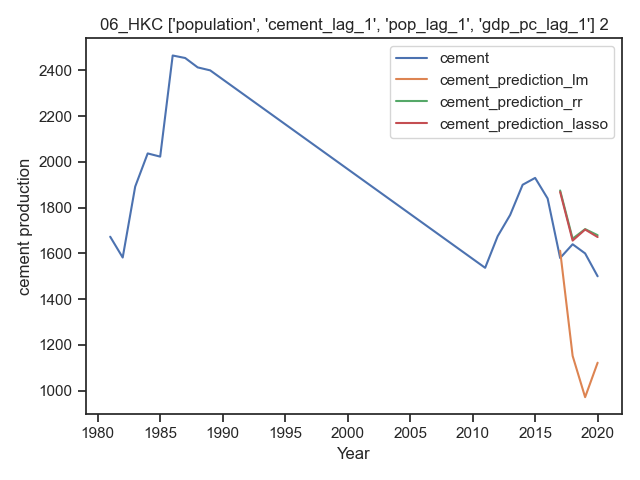 06_HKC ['population', 'cement_lag_1', 'pop_lag_1', 'gdp_pc_lag_1'] 2
cement
cement_prediction_lm
cement_prediction_rr
cement_prediction_lasso
cement production
2400
2200
2000
1800
1600
1400
1200
1000
1980 1985 1990 1995 2000 2005 2010 2015 2020
Year